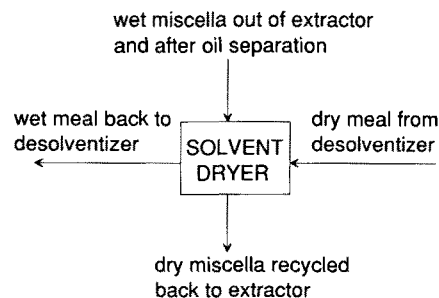 wet miscella out of extractor
and after oil separation
wet meal back to
desolventizer
dry meal from
desolventizer
SOLVENT
DRYER
dry miscella recycled
back to extractor